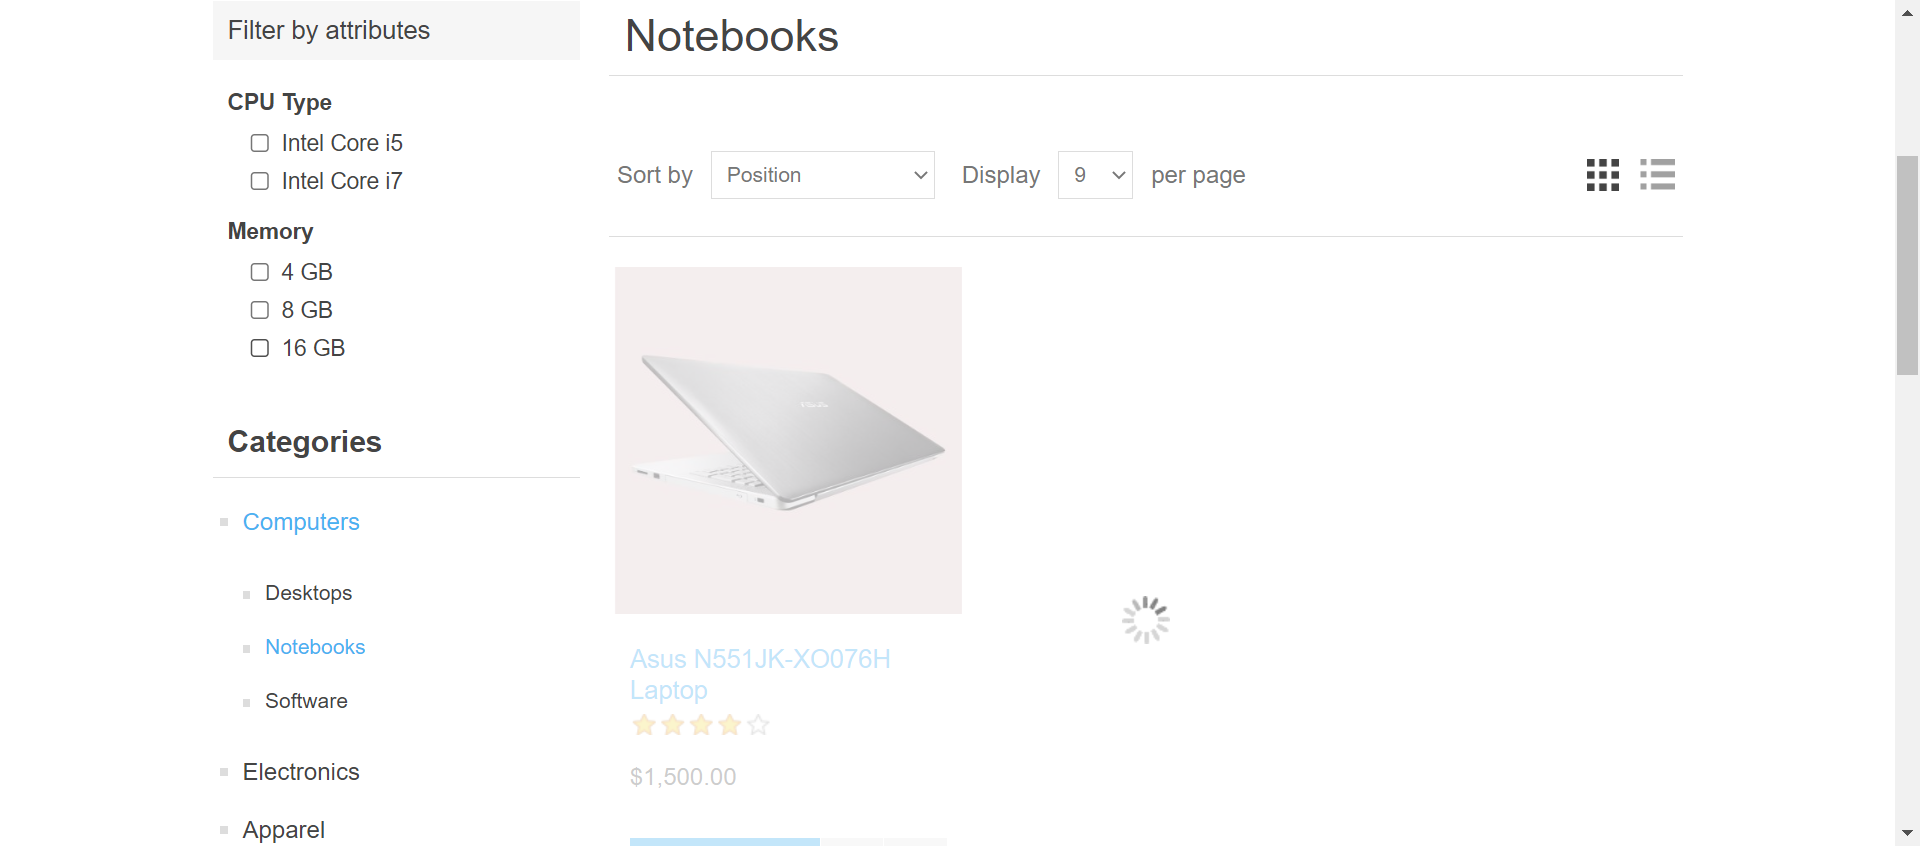 Filter by attributes
CPU Type
Intel Core i5
Intel Core i7
Memory
4 GB
8 GB
16 GB
Categories
Computers
Desktops
Notebooks
Software
Electronics
Apparel
Notebooks
Sort by Position Display 9 per page
ASUS
Asus N551JK-XO076H
Laptop
$1,500.00